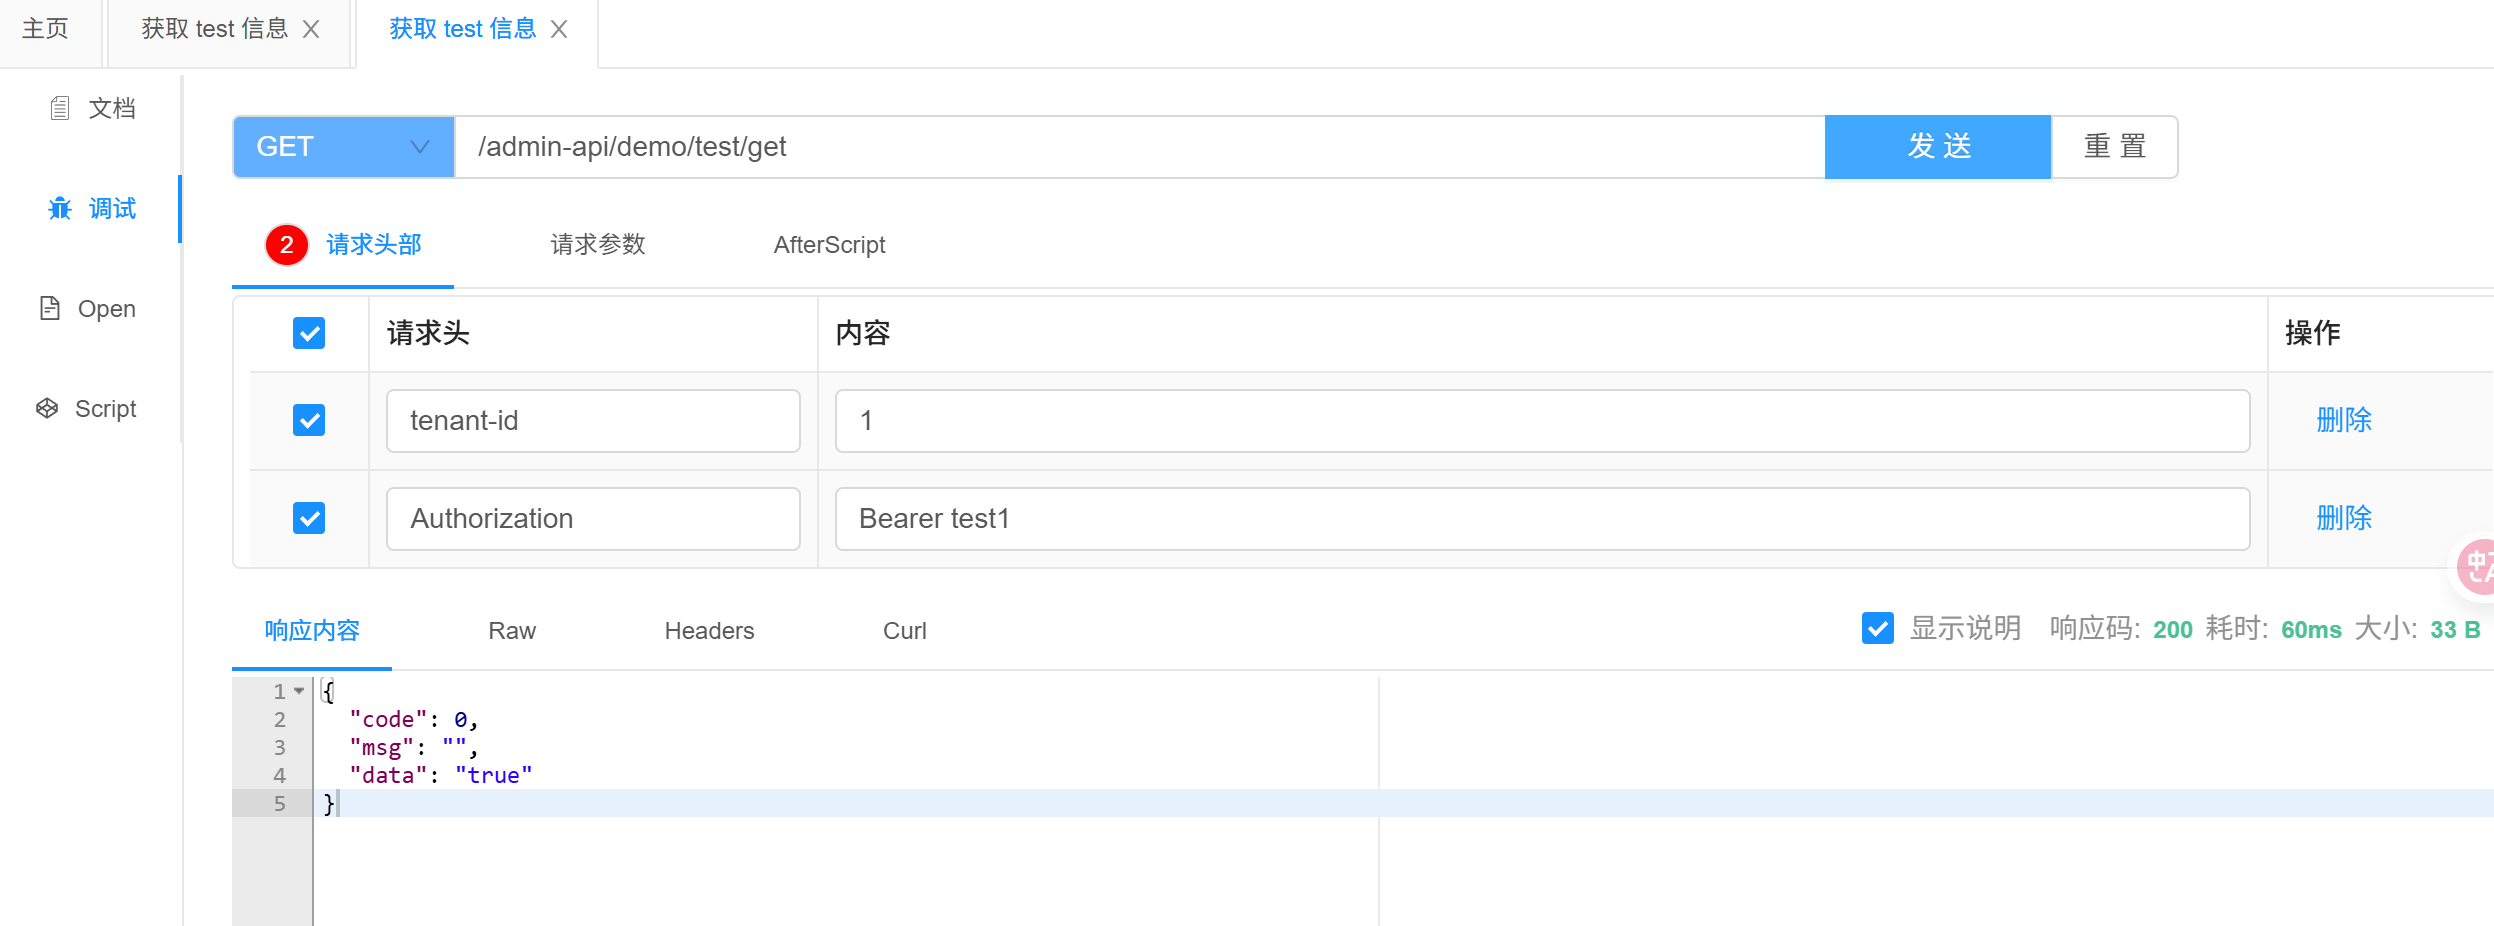 主页 获取 test 信息 X 获取 test 信息 X
文档
调试
Open
Script
GET /admin-api/demo/test/get 发 送 重 置
2 请求头部 请求参数 AfterScript
请求头 内容 操作
tenant-id 1 删除
Authorization Bearer test1 删除
响应内容 Raw Headers Curl 显示说明 响应码: 200 耗时: 60ms 大小: 33 B
1 {
2 "code": 0,
3 "msg": "",
4 "data": "true"
5 }